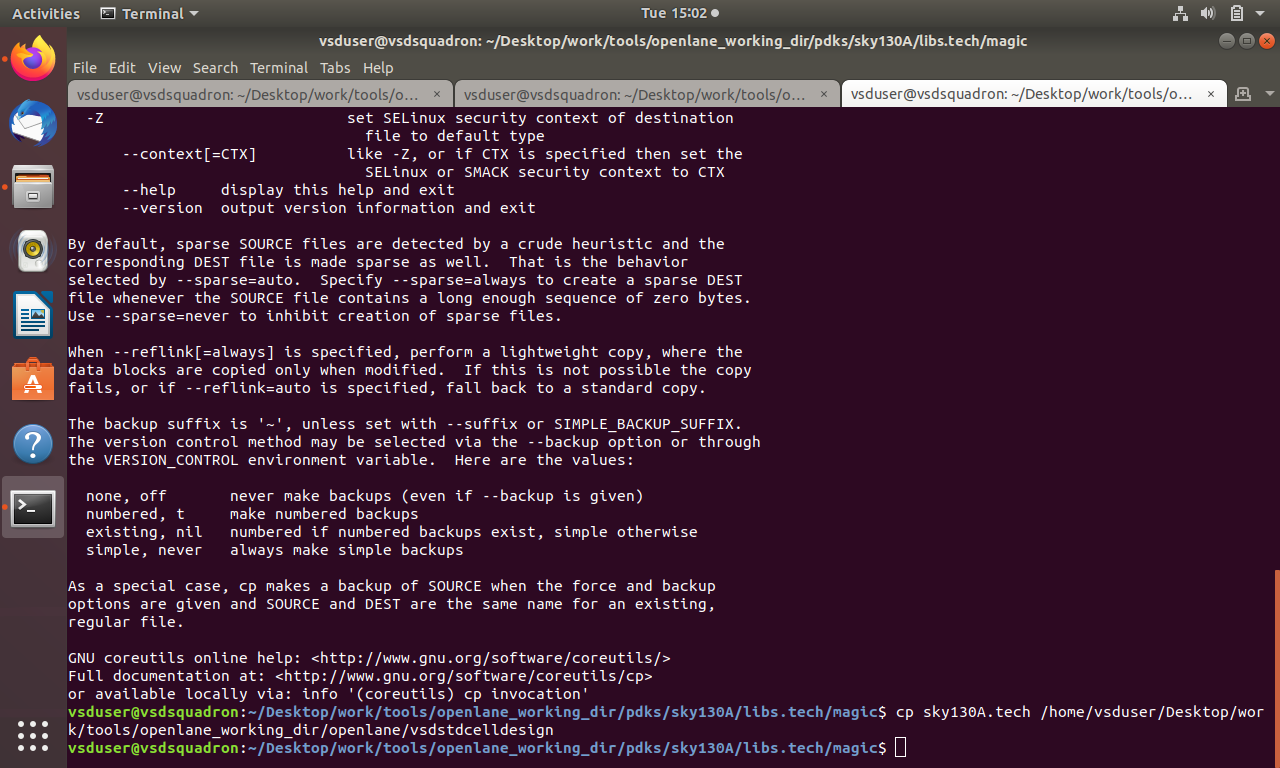 Activities Terminal Tue 15:02
vsduser@vsdsquadron: ~/Desktop/work/tools/openlane_working_dir/pdks/sky130A/libs.tech/magic
File Edit View Search Terminal Tabs Help
vsduser@vsdsquadron: ~/Desktop/work/tools/o... × vsduser@vsdsquadron: ~/Desktop/work/tools/o... × vsduser@vsdsquadron: ~/Desktop/work/tools/o... ×
  -Z                           set SELinux security context of destination
                                 file to default type
      --context[=CTX]          like -Z, or if CTX is specified then set the
                                 SELinux or SMACK security context to CTX
      --help     display this help and exit
      --version  output version information and exit
By default, sparse SOURCE files are detected by a crude heuristic and the
corresponding DEST file is made sparse as well.  That is the behavior
selected by --sparse=auto.  Specify --sparse=always to create a sparse DEST
file whenever the SOURCE file contains a long enough sequence of zero bytes.
Use --sparse=never to inhibit creation of sparse files.
When --reflink[=always] is specified, perform a lightweight copy, where the
data blocks are copied only when modified.  If this is not possible the copy
fails, or if --reflink=auto is specified, fall back to a standard copy.
The backup suffix is '~', unless set with --suffix or SIMPLE_BACKUP_SUFFIX.
The version control method may be selected via the --backup option or through
the VERSION_CONTROL environment variable.  Here are the values:
  none, off       never make backups (even if --backup is given)
  numbered, t     make numbered backups
  existing, nil   numbered if numbered backups exist, simple otherwise
  simple, never   always make simple backups
As a special case, cp makes a backup of SOURCE when the force and backup
options are given and SOURCE and DEST are the same name for an existing,
regular file.
GNU coreutils online help: <http://www.gnu.org/software/coreutils/>
Full documentation at: <http://www.gnu.org/software/coreutils/cp>
or available locally via: info '(coreutils) cp invocation'
vsduser@vsdsquadron:~/Desktop/work/tools/openlane_working_dir/pdks/sky130A/libs.tech/magic$ cp sky130A.tech /home/vsduser/Desktop/wor
k/tools/openlane_working_dir/openlane/vsdstdcelldesign
vsduser@vsdsquadron:~/Desktop/work/tools/openlane_working_dir/pdks/sky130A/libs.tech/magic$